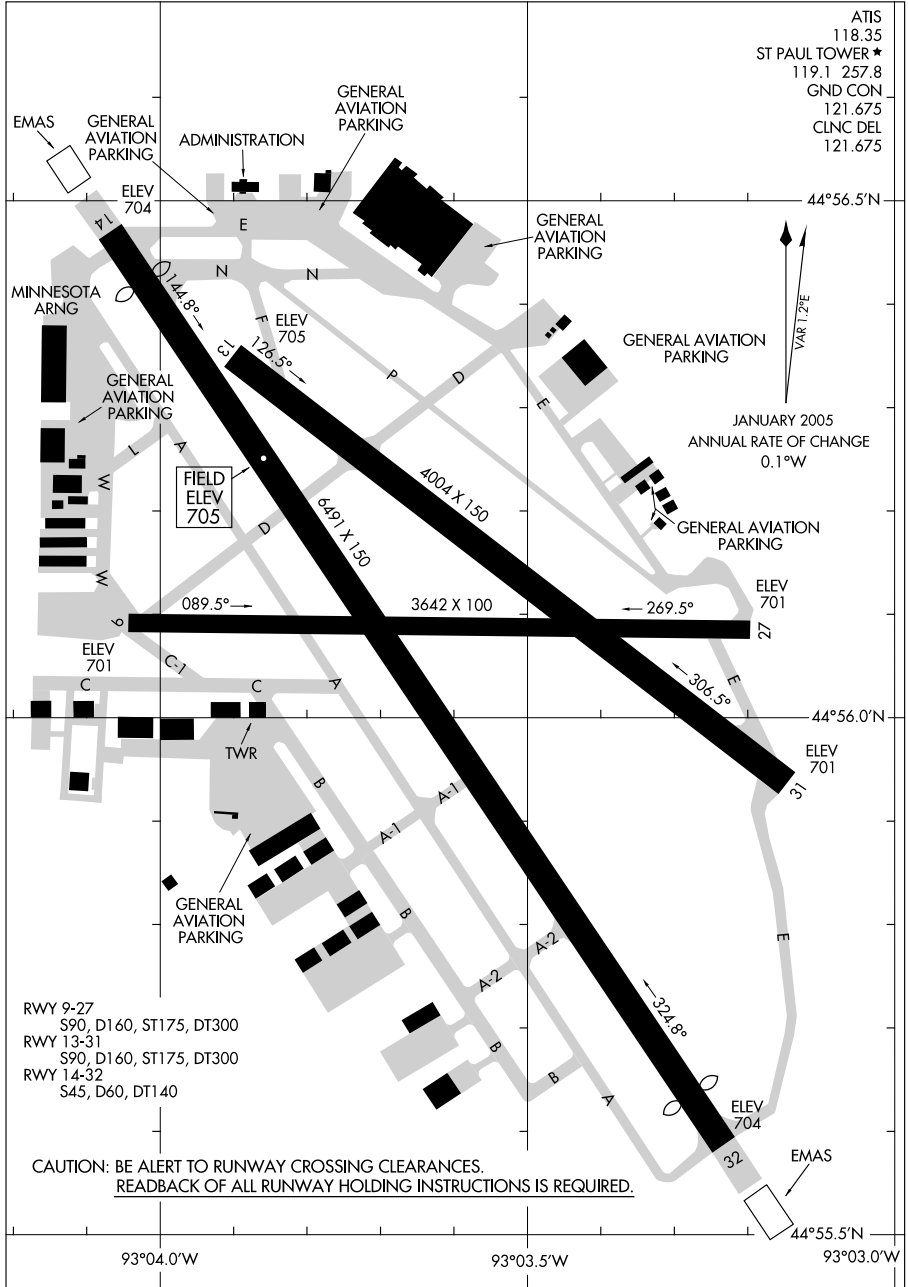 ATIS
118.35
ST PAUL TOWER ★
119.1 257.8
GND CON
121.675
CLNC DEL
121.675
EMAS
GENERAL
AVIATION
PARKING
ADMINISTRATION
GENERAL
AVIATION
PARKING
ELEV
704
44°56.5'N
14
E
GENERAL
AVIATION
PARKING
N
N
144.8°
MINNESOTA
ARNG
VAR 1.2°E
F
ELEV
705
13
126.5°
GENERAL AVIATION
PARKING
P
D
E
GENERAL
AVIATION
PARKING
JANUARY 2005
ANNUAL RATE OF CHANGE
0.1°W
L
A
W
FIELD
ELEV
705
D
4004 X 150
6491 X 150
GENERAL AVIATION
PARKING
W
ELEV
701
089.5°
3642 X 100
269.5°
9
27
ELEV
701
C-1
C
C
A
E
306.5°
44°56.0'N
TWR
ELEV
701
31
B
A-1
A-1
GENERAL
AVIATION
PARKING
B
A-2
E
A-2
324.8°
RWY 9-27
S90, D160, ST175, DT300
RWY 13-31
S90, D160, ST175, DT300
RWY 14-32
S45, D60, DT140
B
B
A
ELEV
704
32
EMAS
CAUTION: BE ALERT TO RUNWAY CROSSING CLEARANCES.
READBACK OF ALL RUNWAY HOLDING INSTRUCTIONS IS REQUIRED.
44°55.5'N
93°04.0'W
93°03.5'W
93°03.0'W